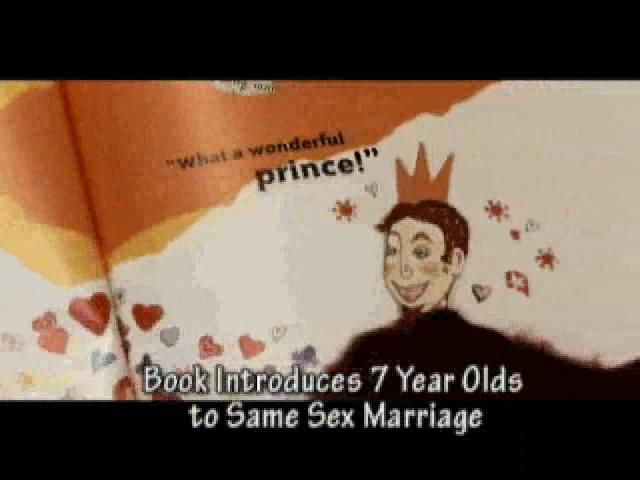 "What a wonderful
prince!"
Book Introduces 7 Year Olds
to Same Sex Marriage